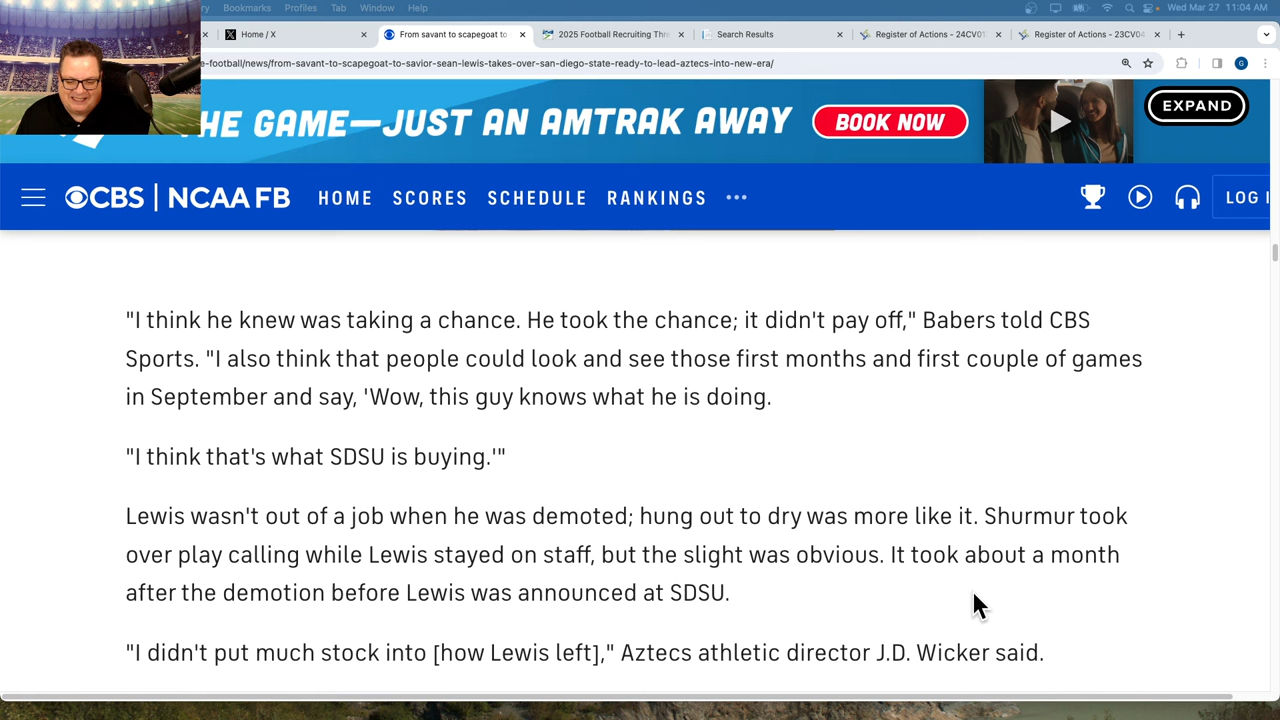 ry Bookmarks Profiles Tab Window Help Wed Mar 27 11:04 AM
Home / X From savant to scapegoat to 2025 Football Recruiting Thr Search Results Register of Actions - 24CV01 Register of Actions - 23CV04
e-football/news/from-savant-to-scapegoat-to-savior-sean-lewis-takes-over-san-diego-state-ready-to-lead-aztecs-into-new-era/ G
HE GAME—JUST AN AMTRAK AWAY BOOK NOW EXPAND
CBS | NCAA FB HOME SCORES SCHEDULE RANKINGS LOG I
"I think he knew was taking a chance. He took the chance; it didn't pay off," Babers told CBS
Sports. "I also think that people could look and see those first months and first couple of games
in September and say, 'Wow, this guy knows what he is doing.
"I think that's what SDSU is buying.'"
Lewis wasn't out of a job when he was demoted; hung out to dry was more like it. Shurmur took
over play calling while Lewis stayed on staff, but the slight was obvious. It took about a month
after the demotion before Lewis was announced at SDSU.
"I didn't put much stock into [how Lewis left]," Aztecs athletic director J.D. Wicker said.